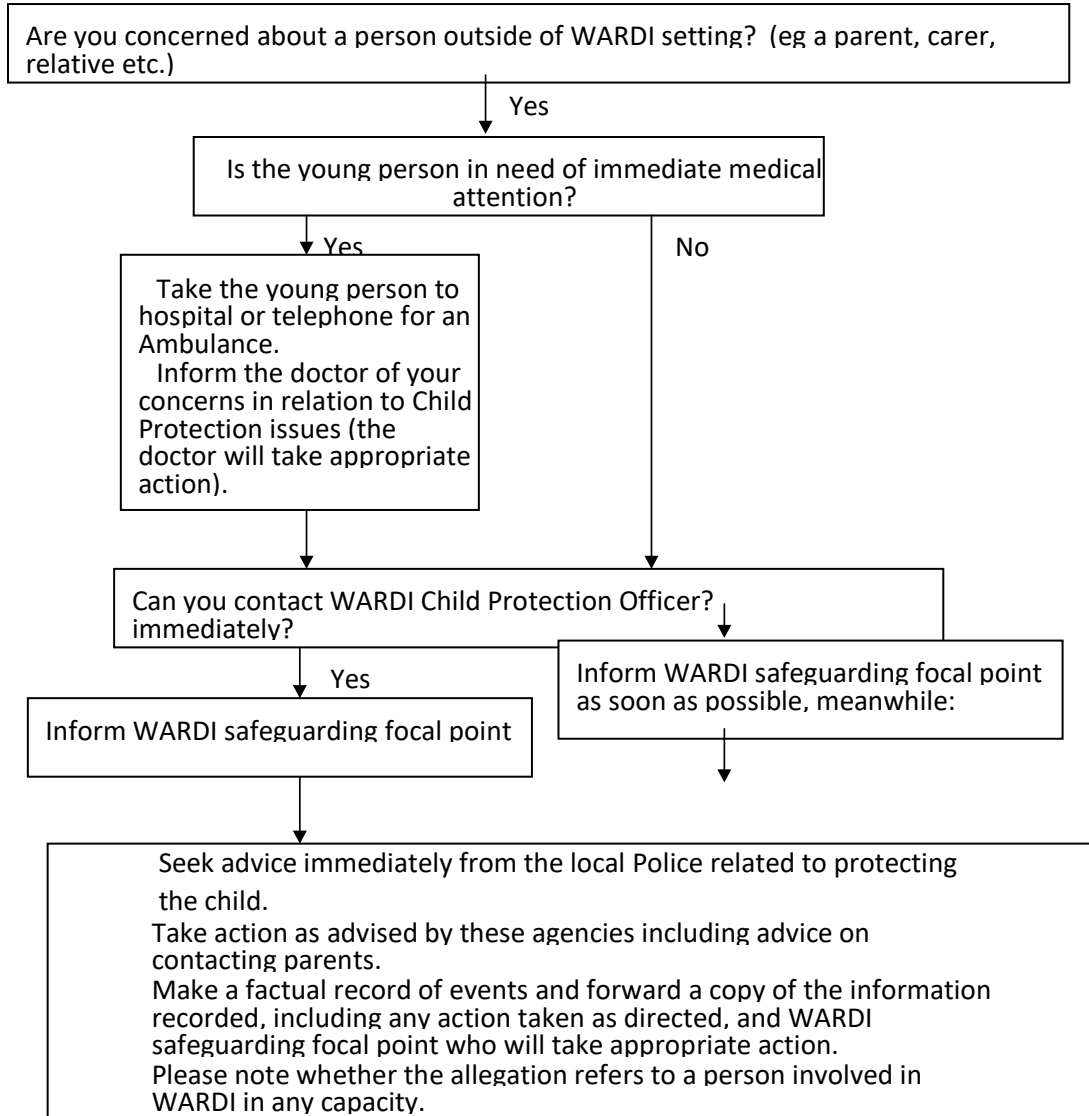 Are you concerned about a person outside of WARDI setting? (eg a parent, carer,
relative etc.)
Yes
Is the young person in need of immediate medical
attention?
Yes
No
Take the young person to
hospital or telephone for an
Ambulance.
Inform the doctor of your
concerns in relation to Child
Protection issues (the
doctor will take appropriate
action).
Can you contact WARDI Child Protection Officer?
immediately?
Yes
Inform WARDI safeguarding focal point
as soon as possible, meanwhile:
Inform WARDI safeguarding focal point
Seek advice immediately from the local Police related to protecting
the child.
Take action as advised by these agencies including advice on
contacting parents.
Make a factual record of events and forward a copy of the information
recorded, including any action taken as directed, and WARDI
safeguarding focal point who will take appropriate action.
Please note whether the allegation refers to a person involved in
WARDI in any capacity.